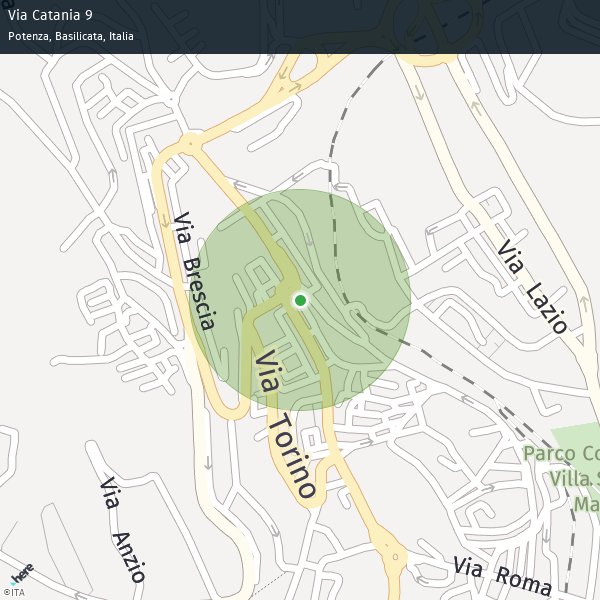 Via Catania 9
Potenza, Basilicata, Italia
Via Brescia
Via Lazio
Via Torino
Parco Co
Villa S
Ma
Via Anzio
Via Roma
here
©ITA